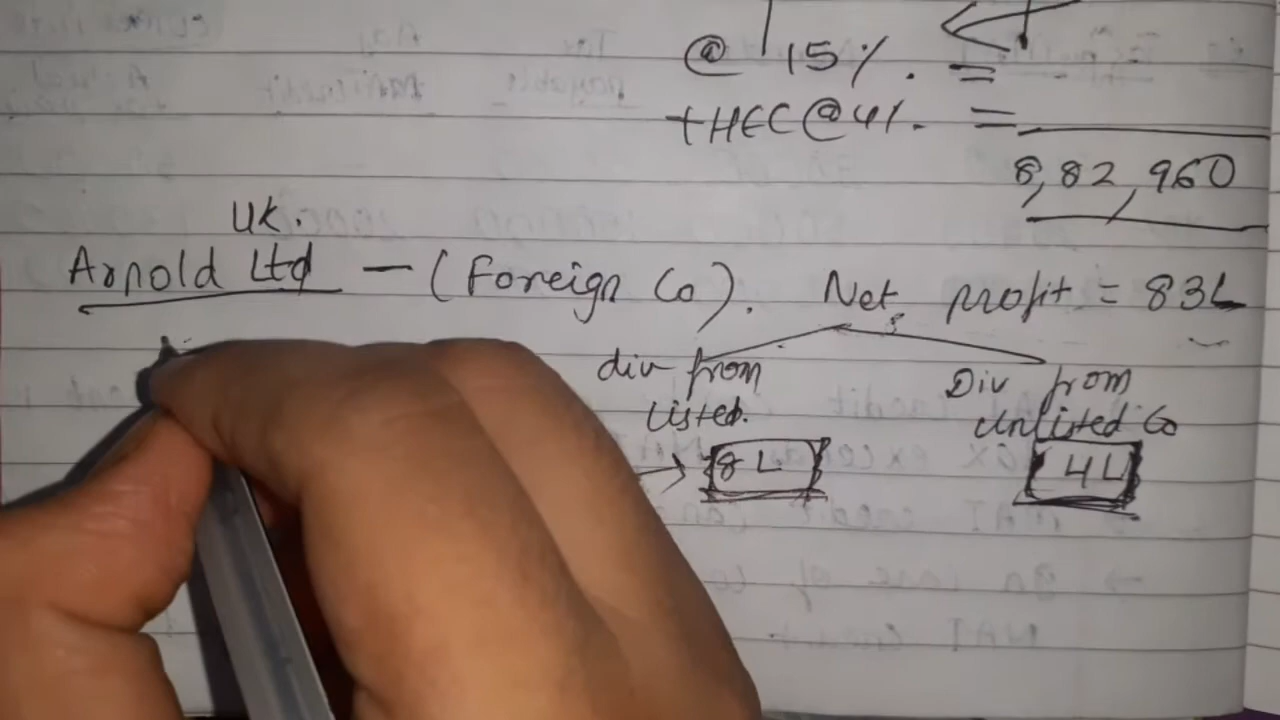 @ 15%. =
+HEC@4%. =
8,82,960
UK.
Arnold Ltd — (Foreign Co). Net profit = 83L
div from Listed.
8L
Div from unlisted Co
4L